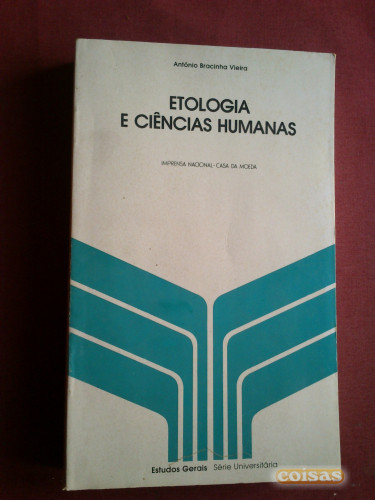 António Bracinha Vieira
ETOLOGIA
E CIÊNCIAS HUMANAS
IMPRENSA NACIONAL-CASA DA MOEDA
Estudos Gerais Série Universitária
coisas